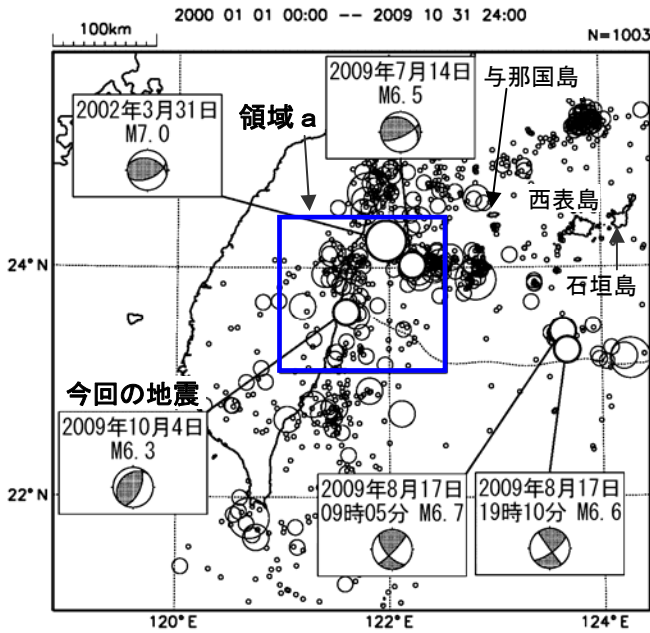 2000 01 01 00:00 -- 2009 10 31 24:00
100km
N=1003
2009年7月14日
M6.5
与那国島
2002年3月31日
M7.0
領域a
西表島
24°N
石垣島
今回の地震
2009年10月4日
M6.3
2009年8月17日
09時05分 M6.7
2009年8月17日
19時10分 M6.6
22°N
120°E
122°E
124°E